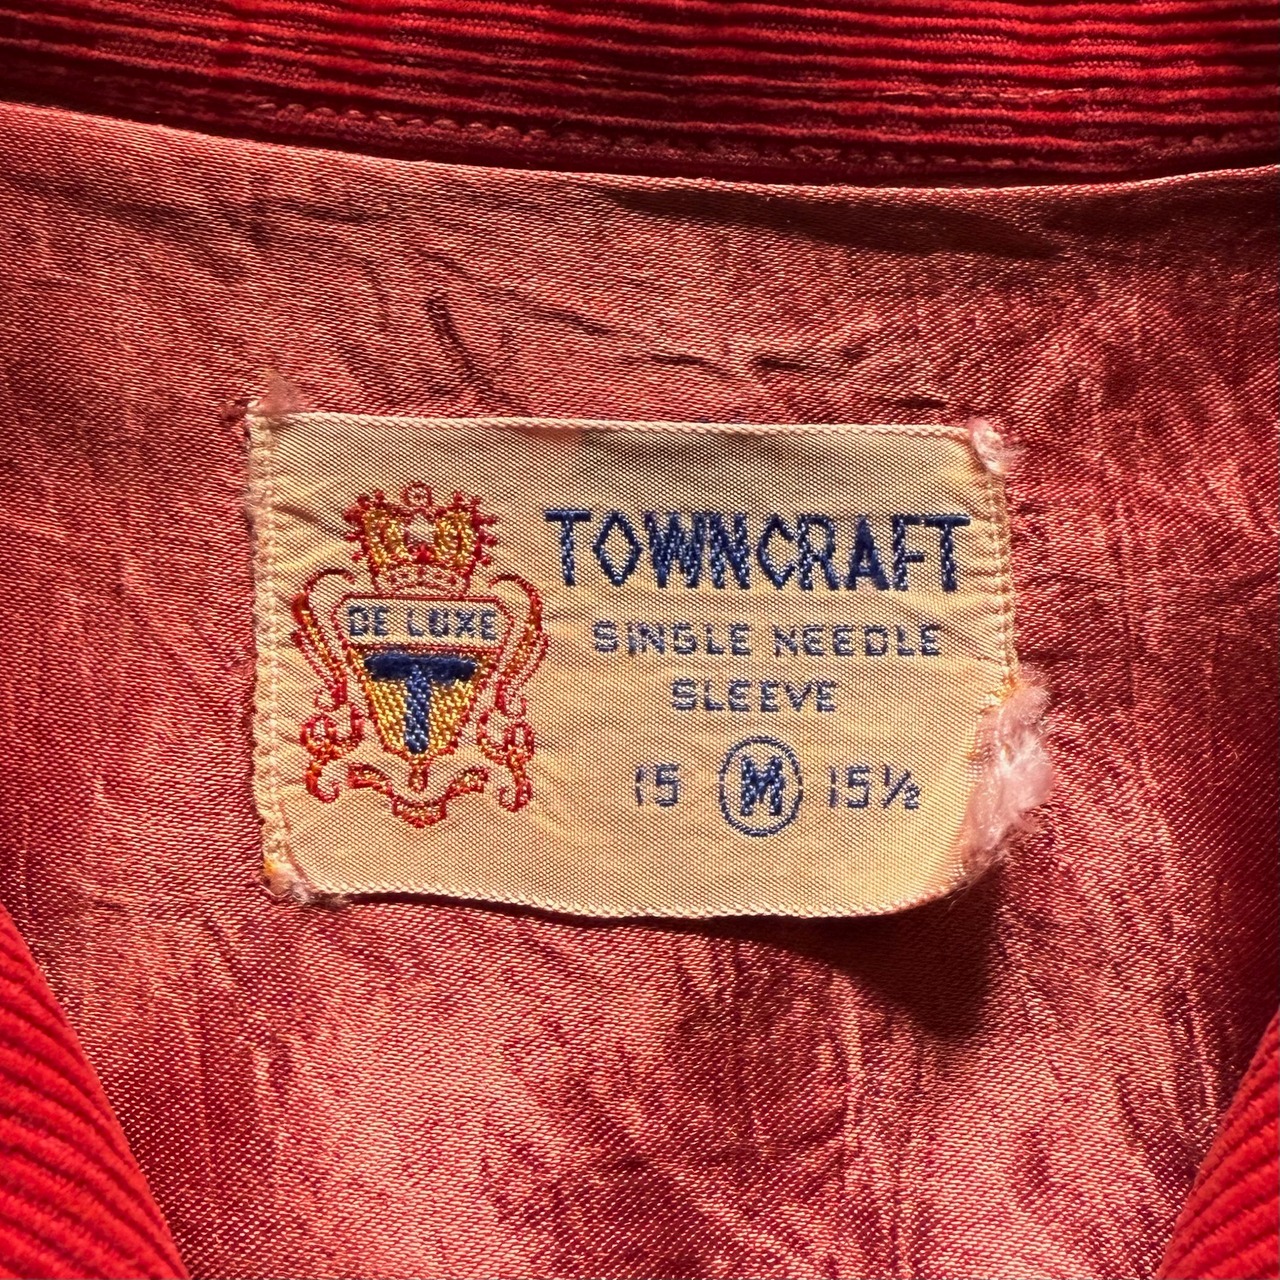 DE LUXE
T
TOWNCRAFT
SINGLE NEEDLE
SLEEVE
15 M 15½